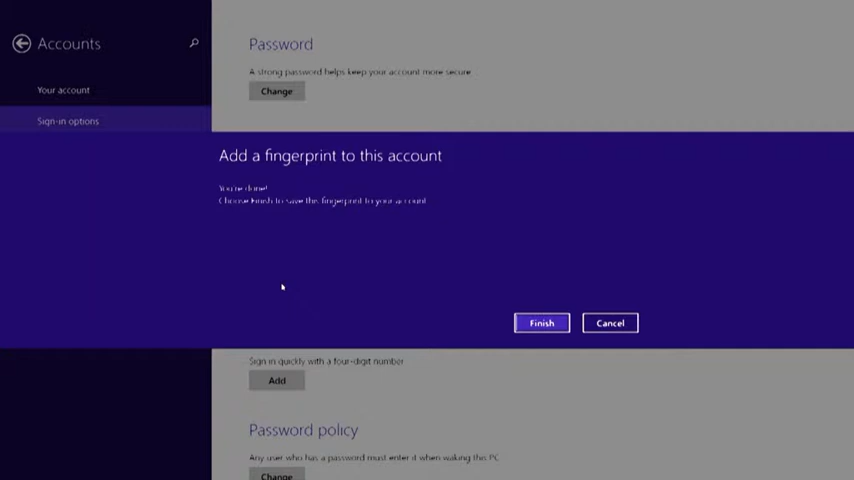 Accounts
Your account
Sign-in options
Password
A strong password helps keep your account more secure
Change
Add a fingerprint to this account
You're done!
Choose Finish to save this fingerprint to your account
Finish
Cancel
Sign in quickly with a four-digit number
Add
Password policy
Any user who has a password must enter it when waking this PC
Change